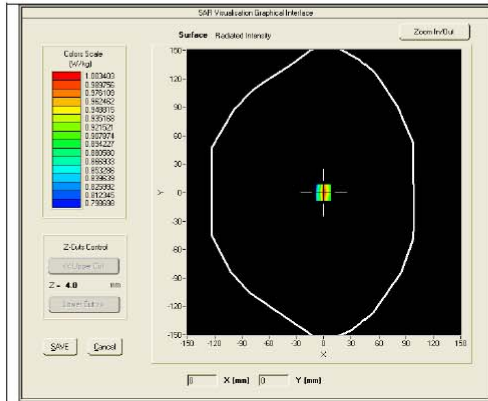 SAR Visualisation Graphical Interface
Surface Radiated Intensity
Zoom In/Out
Colors Scale
(W/kg)
1.003403
0.989756
0.976109
0.962462
0.948815
0.935168
0.921521
0.907874
0.894227
0.880580
0.866933
0.853286
0.839639
0.825992
0.812345
0.798698
150
120
90
60
30
0
-30
-60
-90
-120
-150
Y
-150 -120 -90 -60 -30 0 30 60 90 120 150
X
Z-Cuts Control
<< Upper Cut
Z = 4.0 mm
Lower Cut >>
SAVE Cancel
0 X (mm) 0 Y (mm)